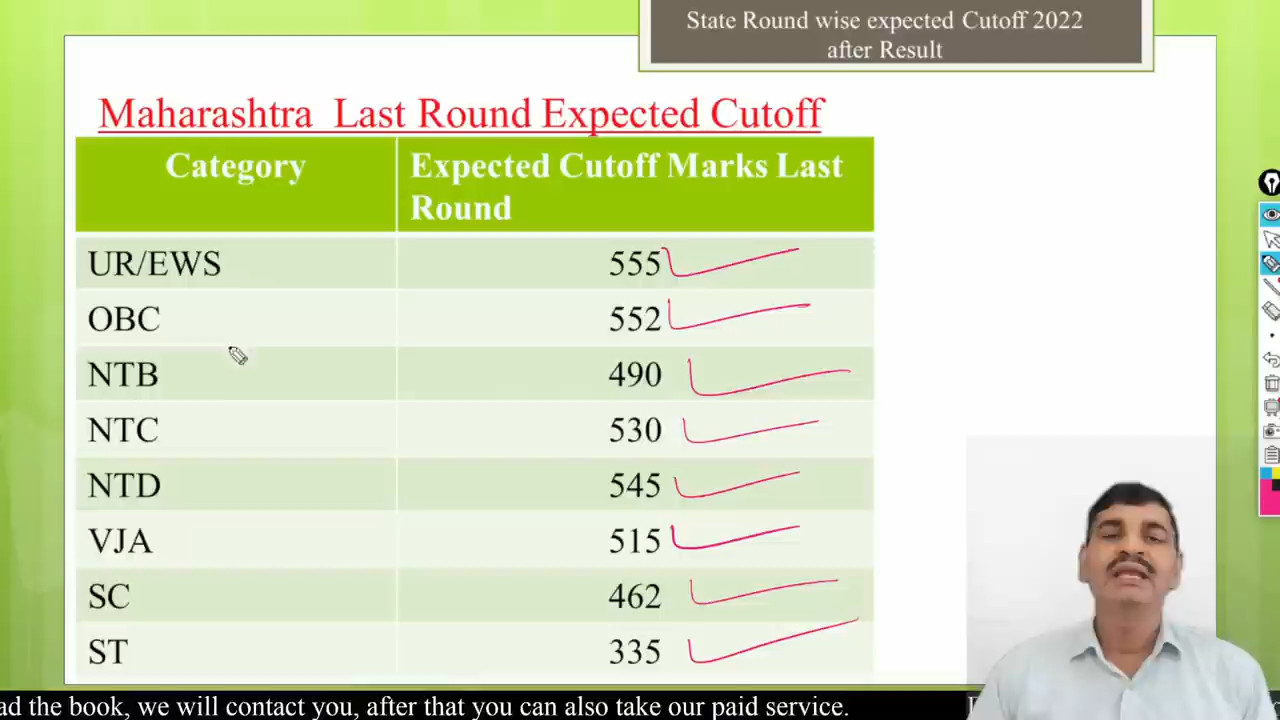 State Round wise expected Cutoff 2022
after Result
Maharashtra Last Round Expected Cutoff
Category Expected Cutoff Marks Last
Round
UR/EWS 555
OBC 552
NTB 490
NTC 530
NTD 545
VJA 515
SC 462
ST 335
ad the book, we will contact you, after that you can also take our paid service.